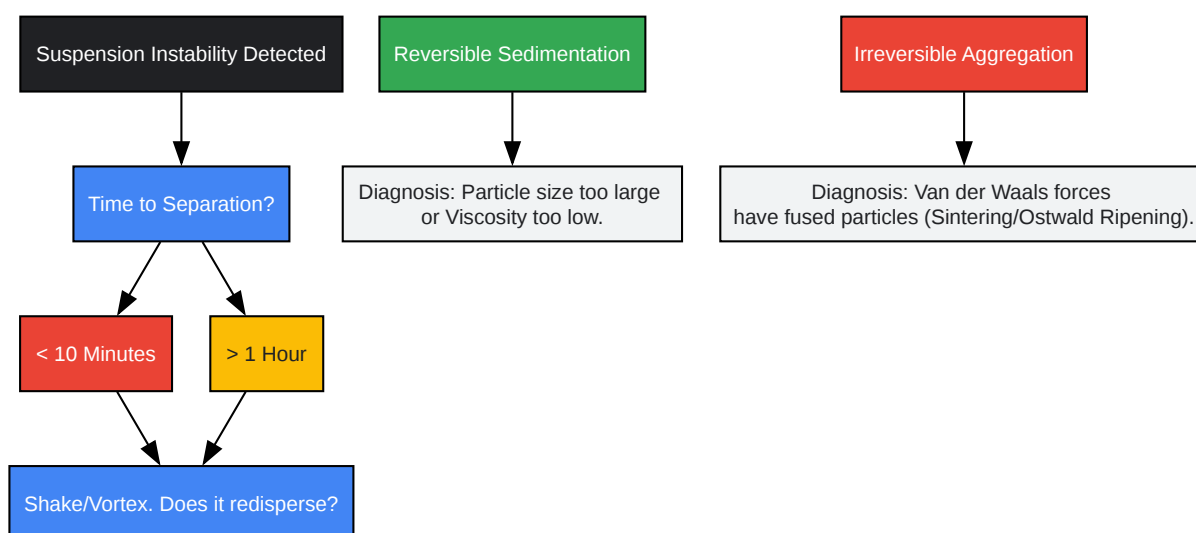 Suspension Instability Detected
Reversible Sedimentation
Irreversible Aggregation
Time to Separation?
Diagnosis: Particle size too large
or Viscosity too low.
Diagnosis: Van der Waals forces
have fused particles (Sintering/Ostwald Ripening).
< 10 Minutes
> 1 Hour
Shake/Vortex. Does it redisperse?